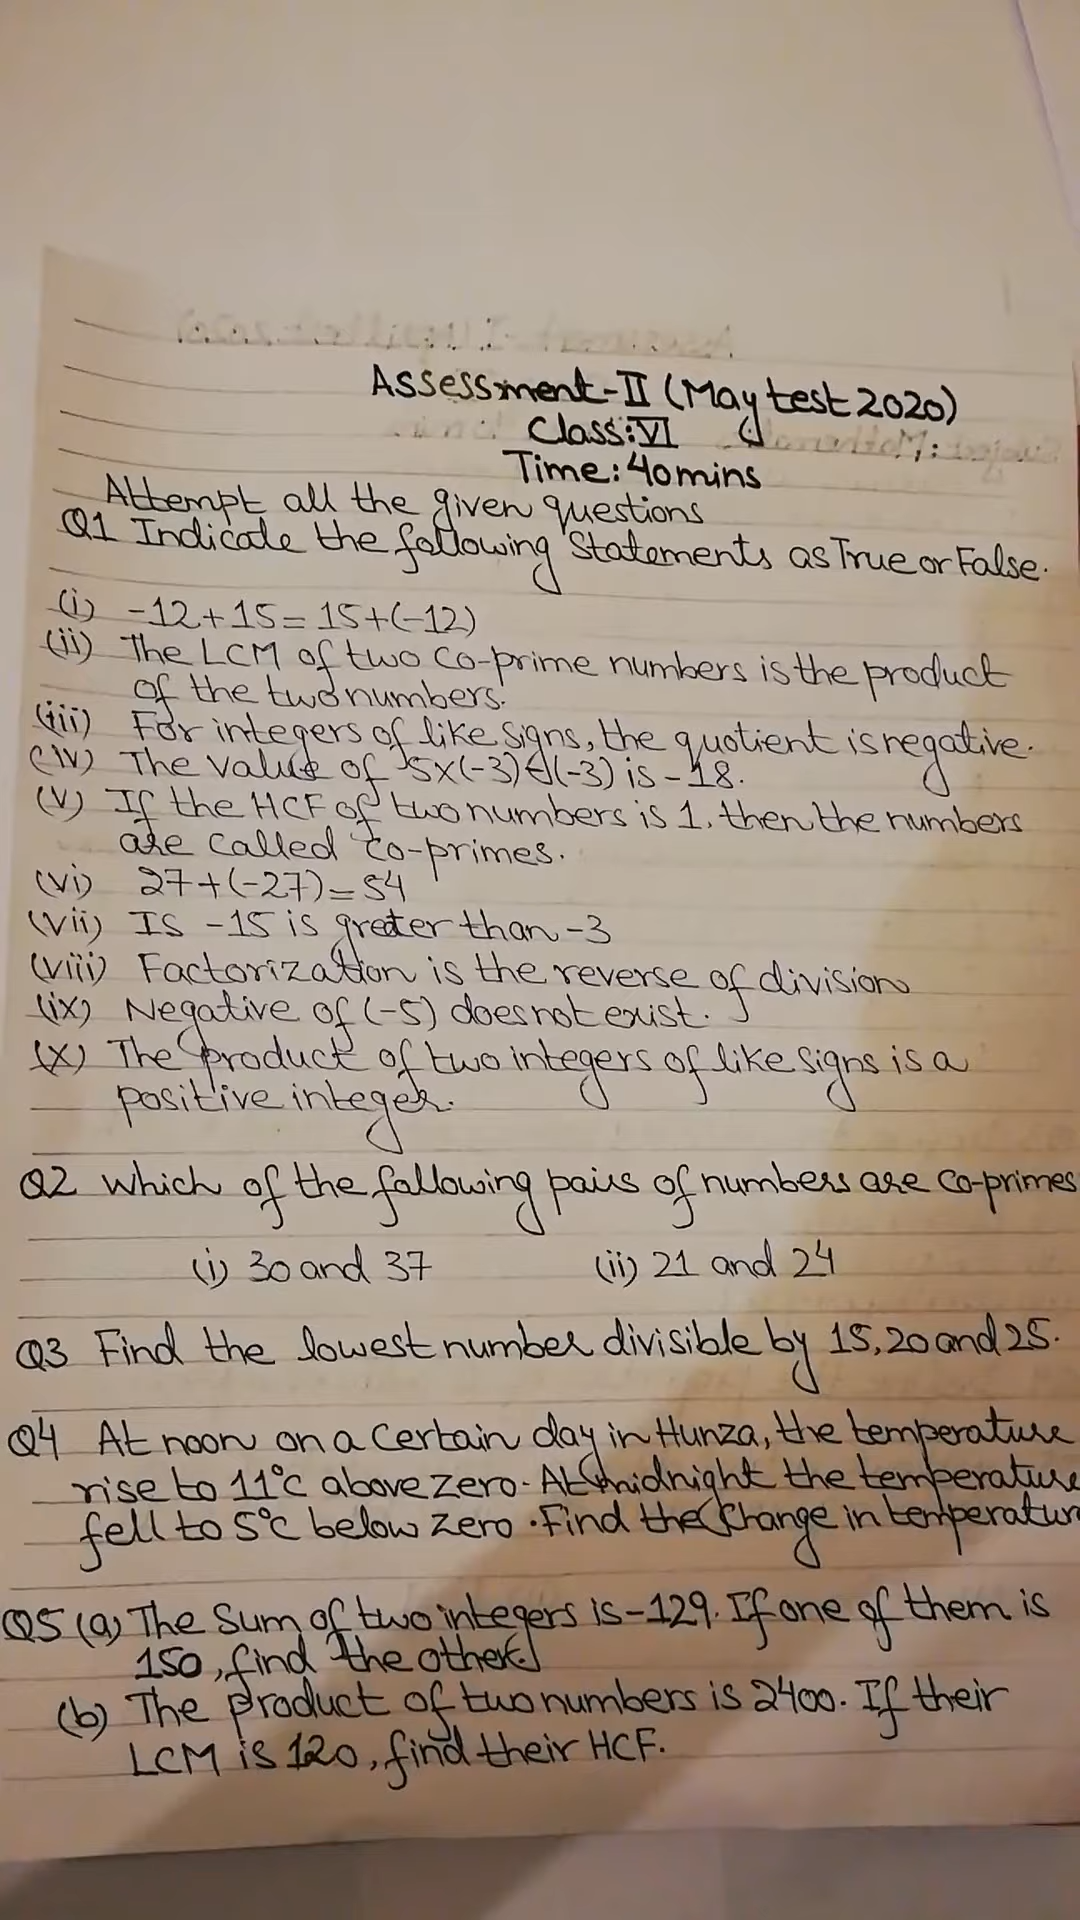 Assessment-II (May test 2020)
Class: VI
Time: 40mins
Attempt all the given questions
Q1 Indicate the following Statements as True or False.
(i) -12+15=15+(-12)
(ii) The LCM of two co-prime numbers is the product
of the two numbers.
(iii) For integers of like signs, the quotient is negative.
(iv) The value of 5x(-3)+(-3) is -18.
(v) If the HCF of two numbers is 1, then the numbers
are called co-primes.
(vi) 27+(-27)=54
(vii) Is -15 is greter than -3
(viii) Factorization is the reverse of division
(ix) Negative of (-5) does not exist.
(x) The product of two integers of like signs is a
positive integer.
Q2 which of the following pairs of numbers are co-primes
(i) 30 and 37 (ii) 21 and 24
Q3 Find the lowest number divisible by 15, 20 and 25.
Q4 At noon on a certain day in Hunza, the temperature
rise to 11°c above zero. At midnight the temperature
fell to 5°c below zero. Find the change in temperatur
Q5 (a) The sum of two integers is -129. If one of them is
150, find the other.
(b) The product of two numbers is 2400. If their
LCM is 120, find their HCF.